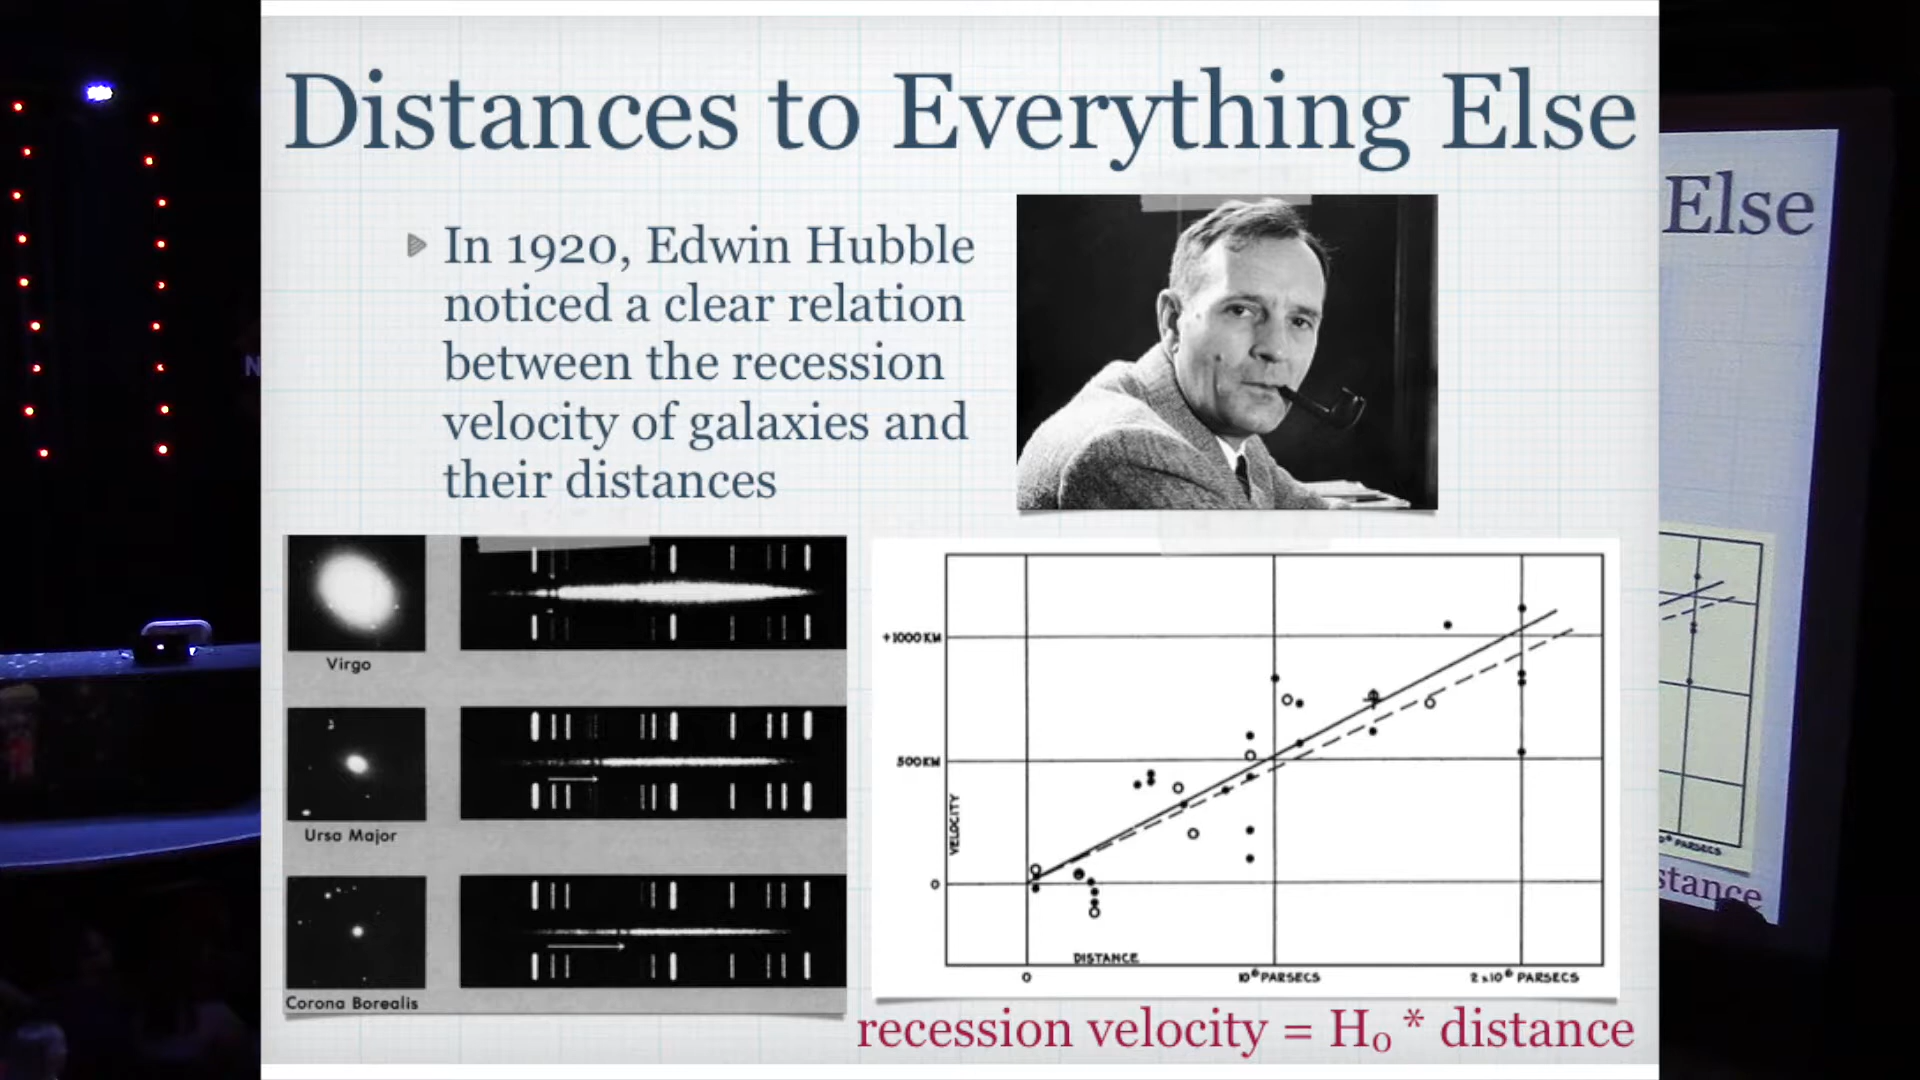 Distances to Everything Else
In 1920, Edwin Hubble
noticed a clear relation
between the recession
velocity of galaxies and
their distances
Virgo
Ursa Major
Corona Borealis
+1000 KM
500 KM
0
VELOCITY
DISTANCE
0
10⁶ PARSECS
2 x 10⁶ PARSECS
recession velocity = H₀ * distance
N
Else
PARSECS
stance